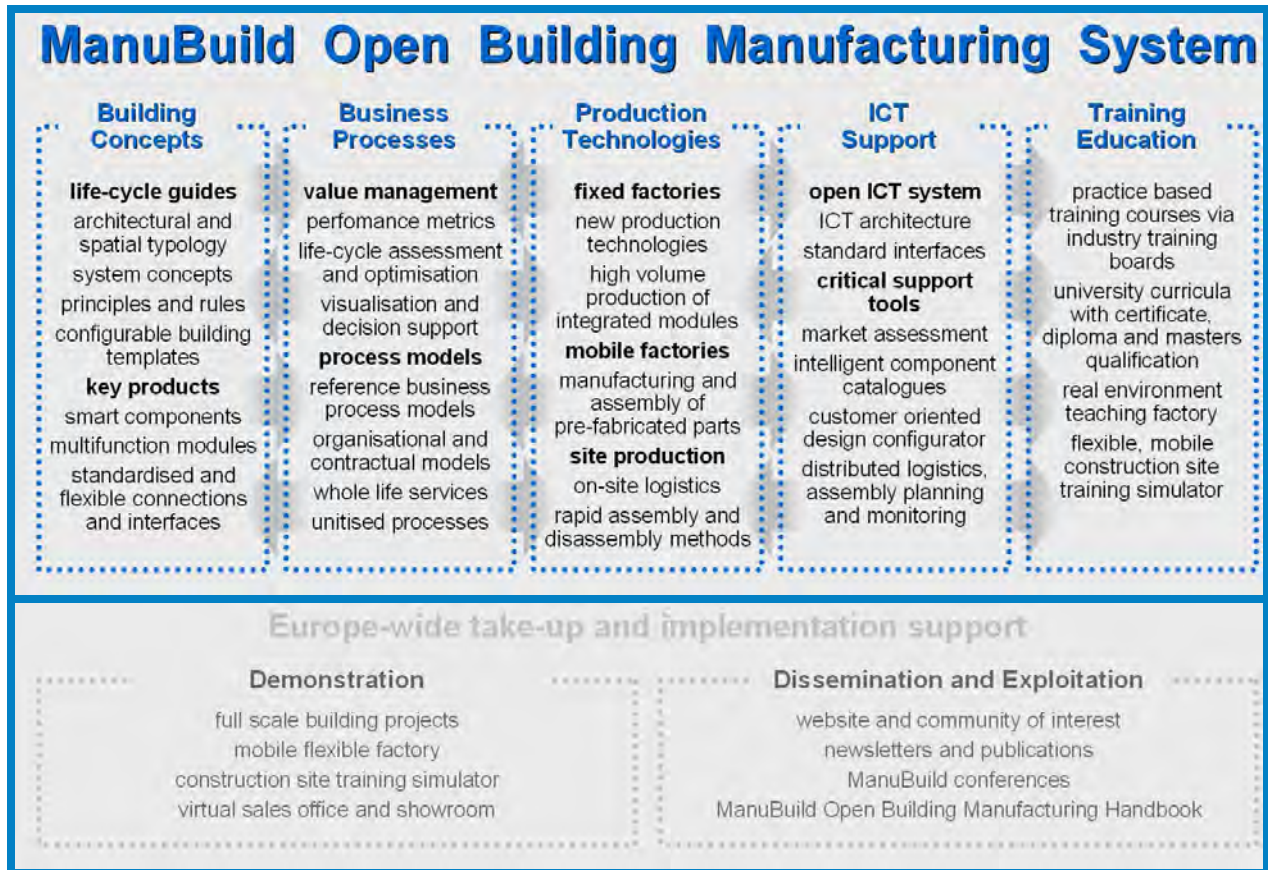 ManuBuild Open Building Manufacturing System
Building
Concepts
life-cycle guides
architectural and
spatial typology
system concepts
principles and rules
configurable building
templates
key products
smart components
multifunction modules
standardised and
flexible connections
and interfaces
Business
Processes
value management
perfomance metrics
life-cycle assessment
and optimisation
visualisation and
decision support
process models
reference business
process models
organisational and
contractual models
whole life services
unitised processes
Production
Technologies
fixed factories
new production
technologies
high volume
production of
integrated modules
mobile factories
manufacturing and
assembly of
pre-fabricated parts
site production
on-site logistics
rapid assembly and
disassembly methods
ICT
Support
open ICT system
ICT architecture
standard interfaces
critical support
tools
market assessment
intelligent component
catalogues
customer oriented
design configurator
distributed logistics,
assembly planning
and monitoring
Training
Education
practice based
training courses via
industry training
boards
university curricula
with certificate,
diploma and masters
qualification
real environment
teaching factory
flexible, mobile
construction site
training simulator
Europe-wide take-up and implementation support
Demonstration
full scale building projects
mobile flexible factory
construction site training simulator
virtual sales office and showroom
Dissemination and Exploitation
website and community of interest
newsletters and publications
ManuBuild conferences
ManuBuild Open Building Manufacturing Handbook